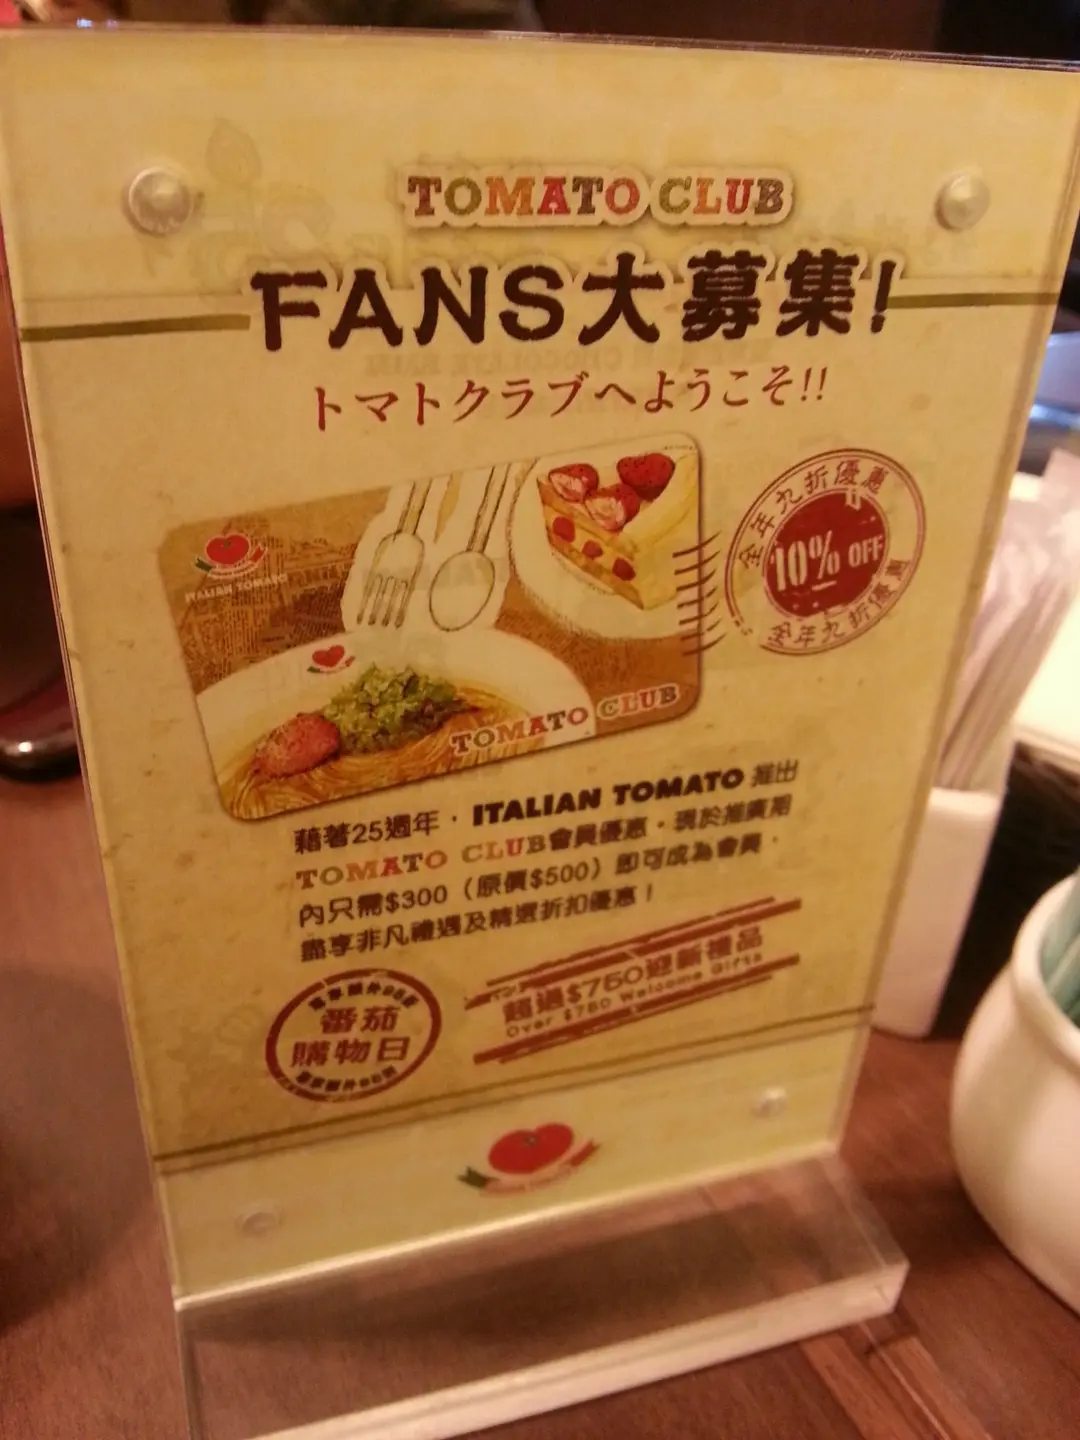 TOMATO CLUB
FANS大募集!
トマトクラブへようこそ!!
ITALIAN TOMATO
TOMATO CLUB
全年九折優惠
10% OFF
全年九折優惠
藉著25週年，ITALIAN TOMATO 推出
TOMATO CLUB會員優惠。現於推廣期
內只需$300（原價$500）即可成為會員，
盡享非凡禮遇及精選折扣優惠！
番茄
購物日
超過$750迎新禮品
Over $750 Welcome Gifts